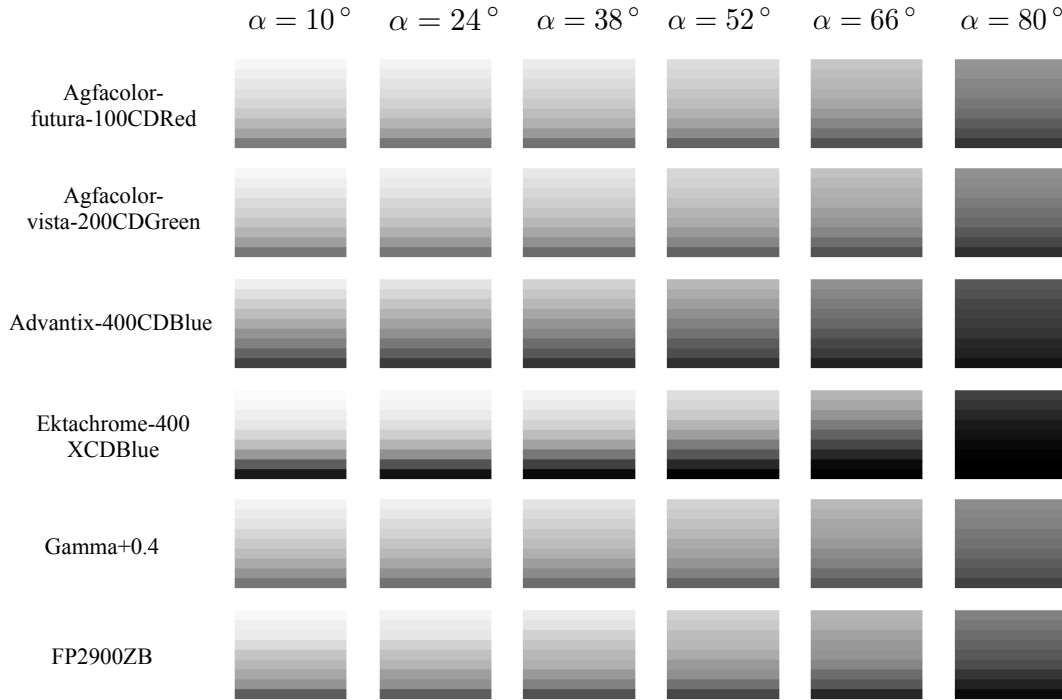 α = 10° α = 24° α = 38° α = 52° α = 66° α = 80°
Agfacolor-
futura-100CDRed
Agfacolor-
vista-200CDGreen
Advantix-400CDBlue
Ektachrome-400
XCDBlue
Gamma+0.4
FP2900ZB